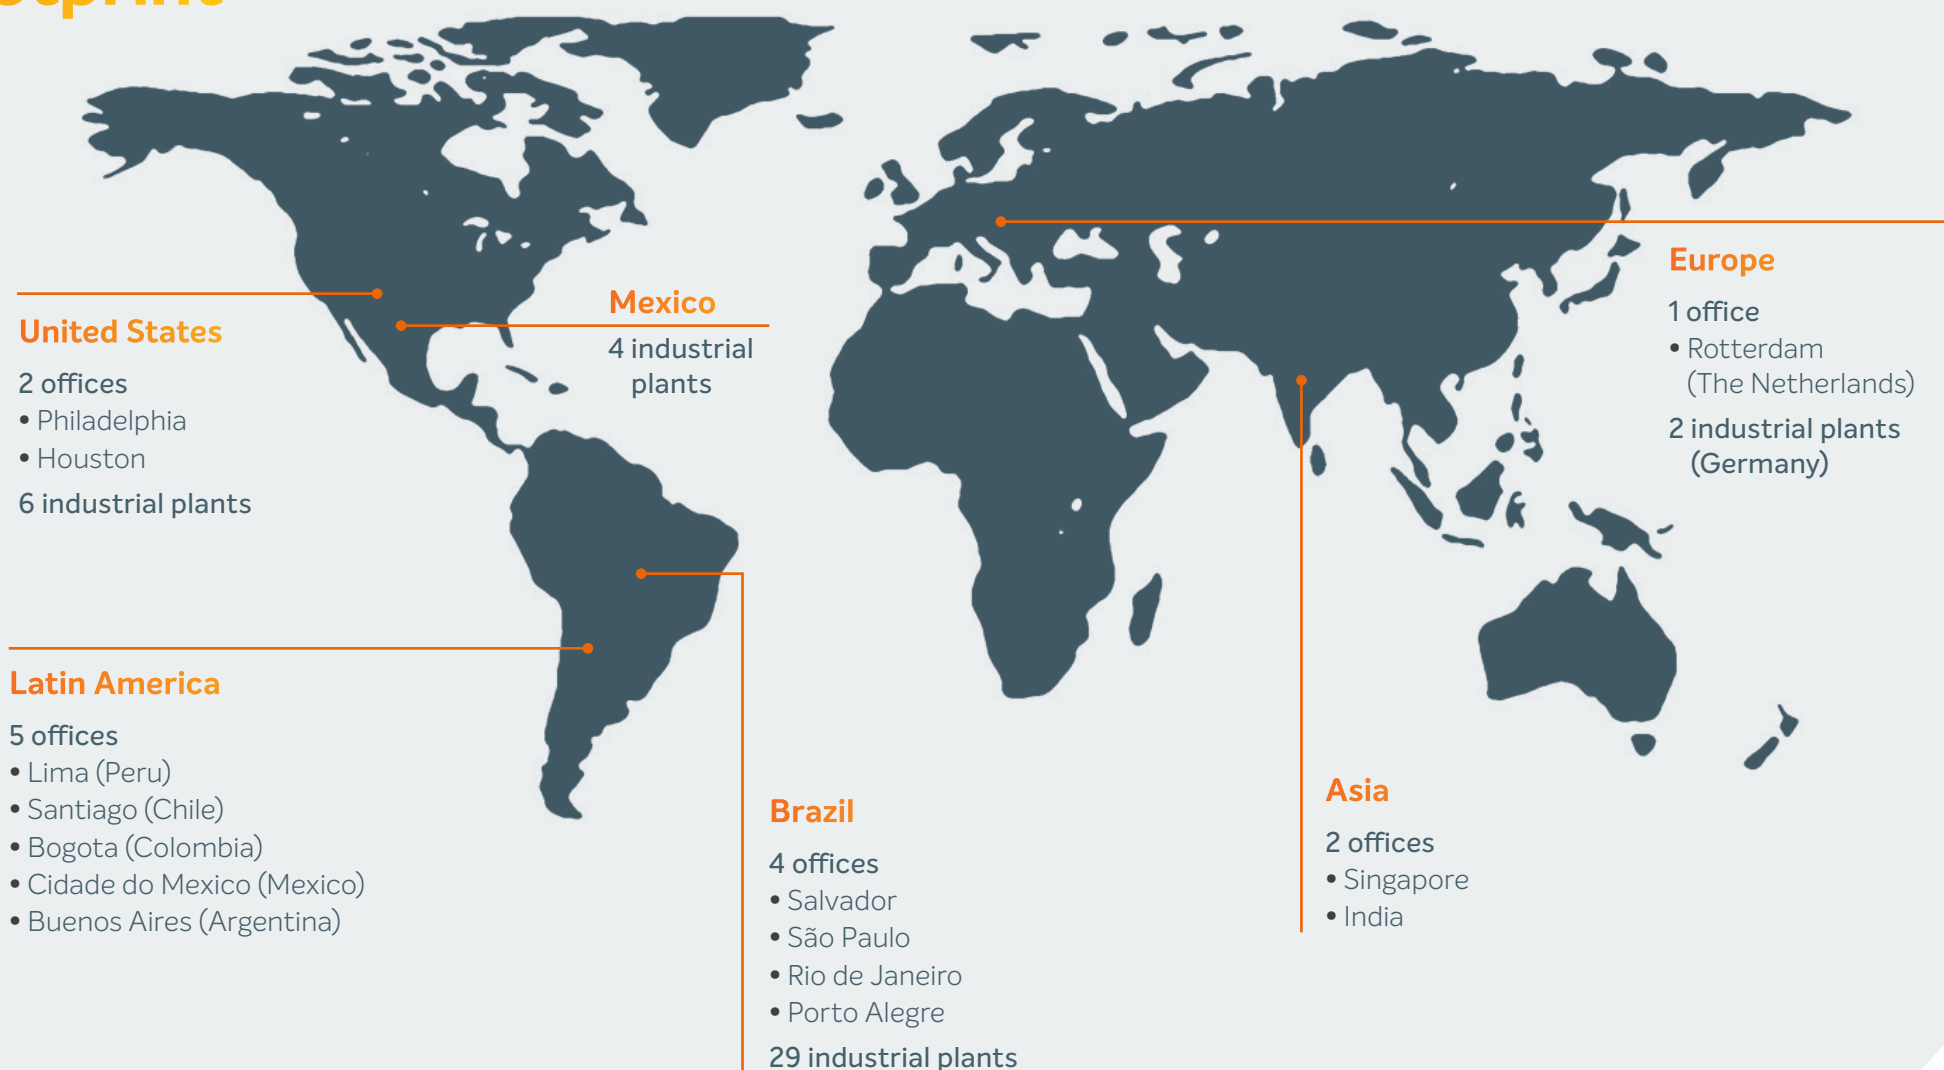 United States
2 offices
• Philadelphia
• Houston
6 industrial plants
Mexico
4 industrial
plants
Europe
1 office
• Rotterdam
(The Netherlands)
2 industrial plants
(Germany)
Latin America
5 offices
• Lima (Peru)
• Santiago (Chile)
• Bogota (Colombia)
• Cidade do Mexico (Mexico)
• Buenos Aires (Argentina)
Brazil
4 offices
• Salvador
• São Paulo
• Rio de Janeiro
• Porto Alegre
29 industrial plants
Asia
2 offices
• Singapore
• India